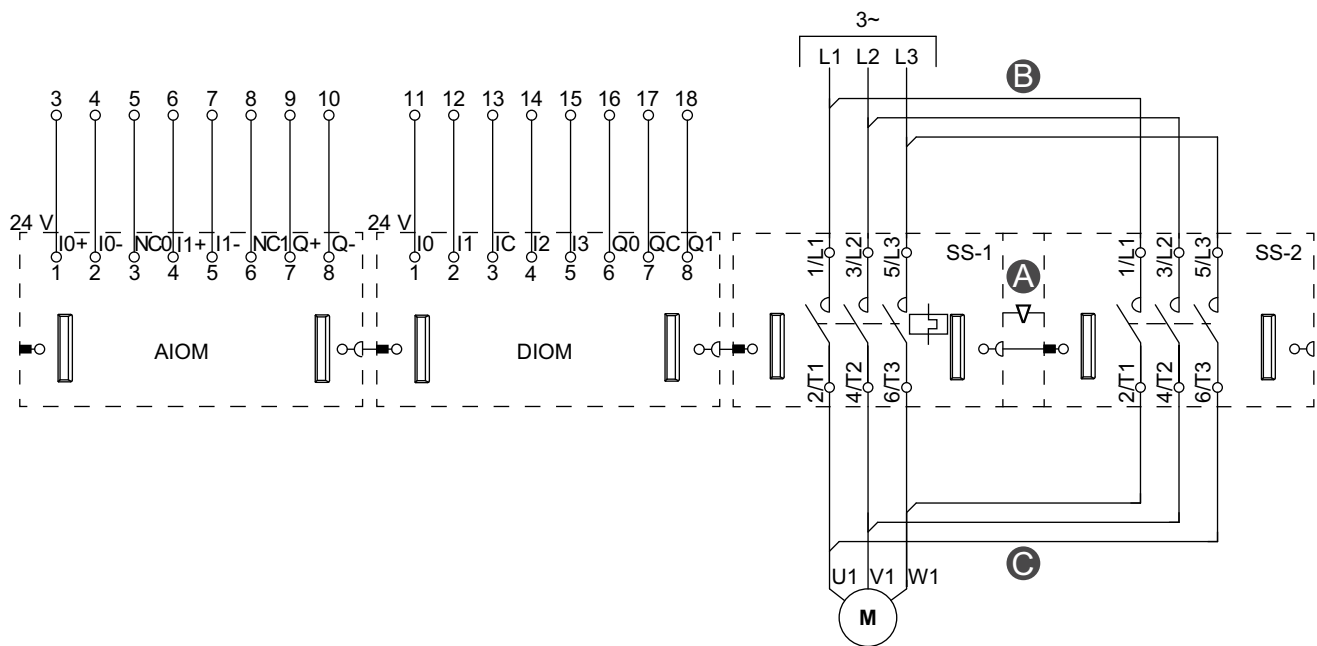 3~
L1 L2 L3
B
3 4 5 6 7 8 9 10 11 12 13 14 15 16 17 18
24 V 24 V
I0+ I0- NC0 I1+ I1- NC1 Q+ Q- I0 I1 IC I2 I3 Q0 QC Q1
1/L1 3/L2 5/L3 SS-1 1/L1 3/L2 5/L3 SS-2
1 2 3 4 5 6 7 8 1 2 3 4 5 6 7 8
A
AIOM DIOM
2/T1 4/T2 6/T3 2/T1 4/T2 6/T3
C
U1 V1 W1
M